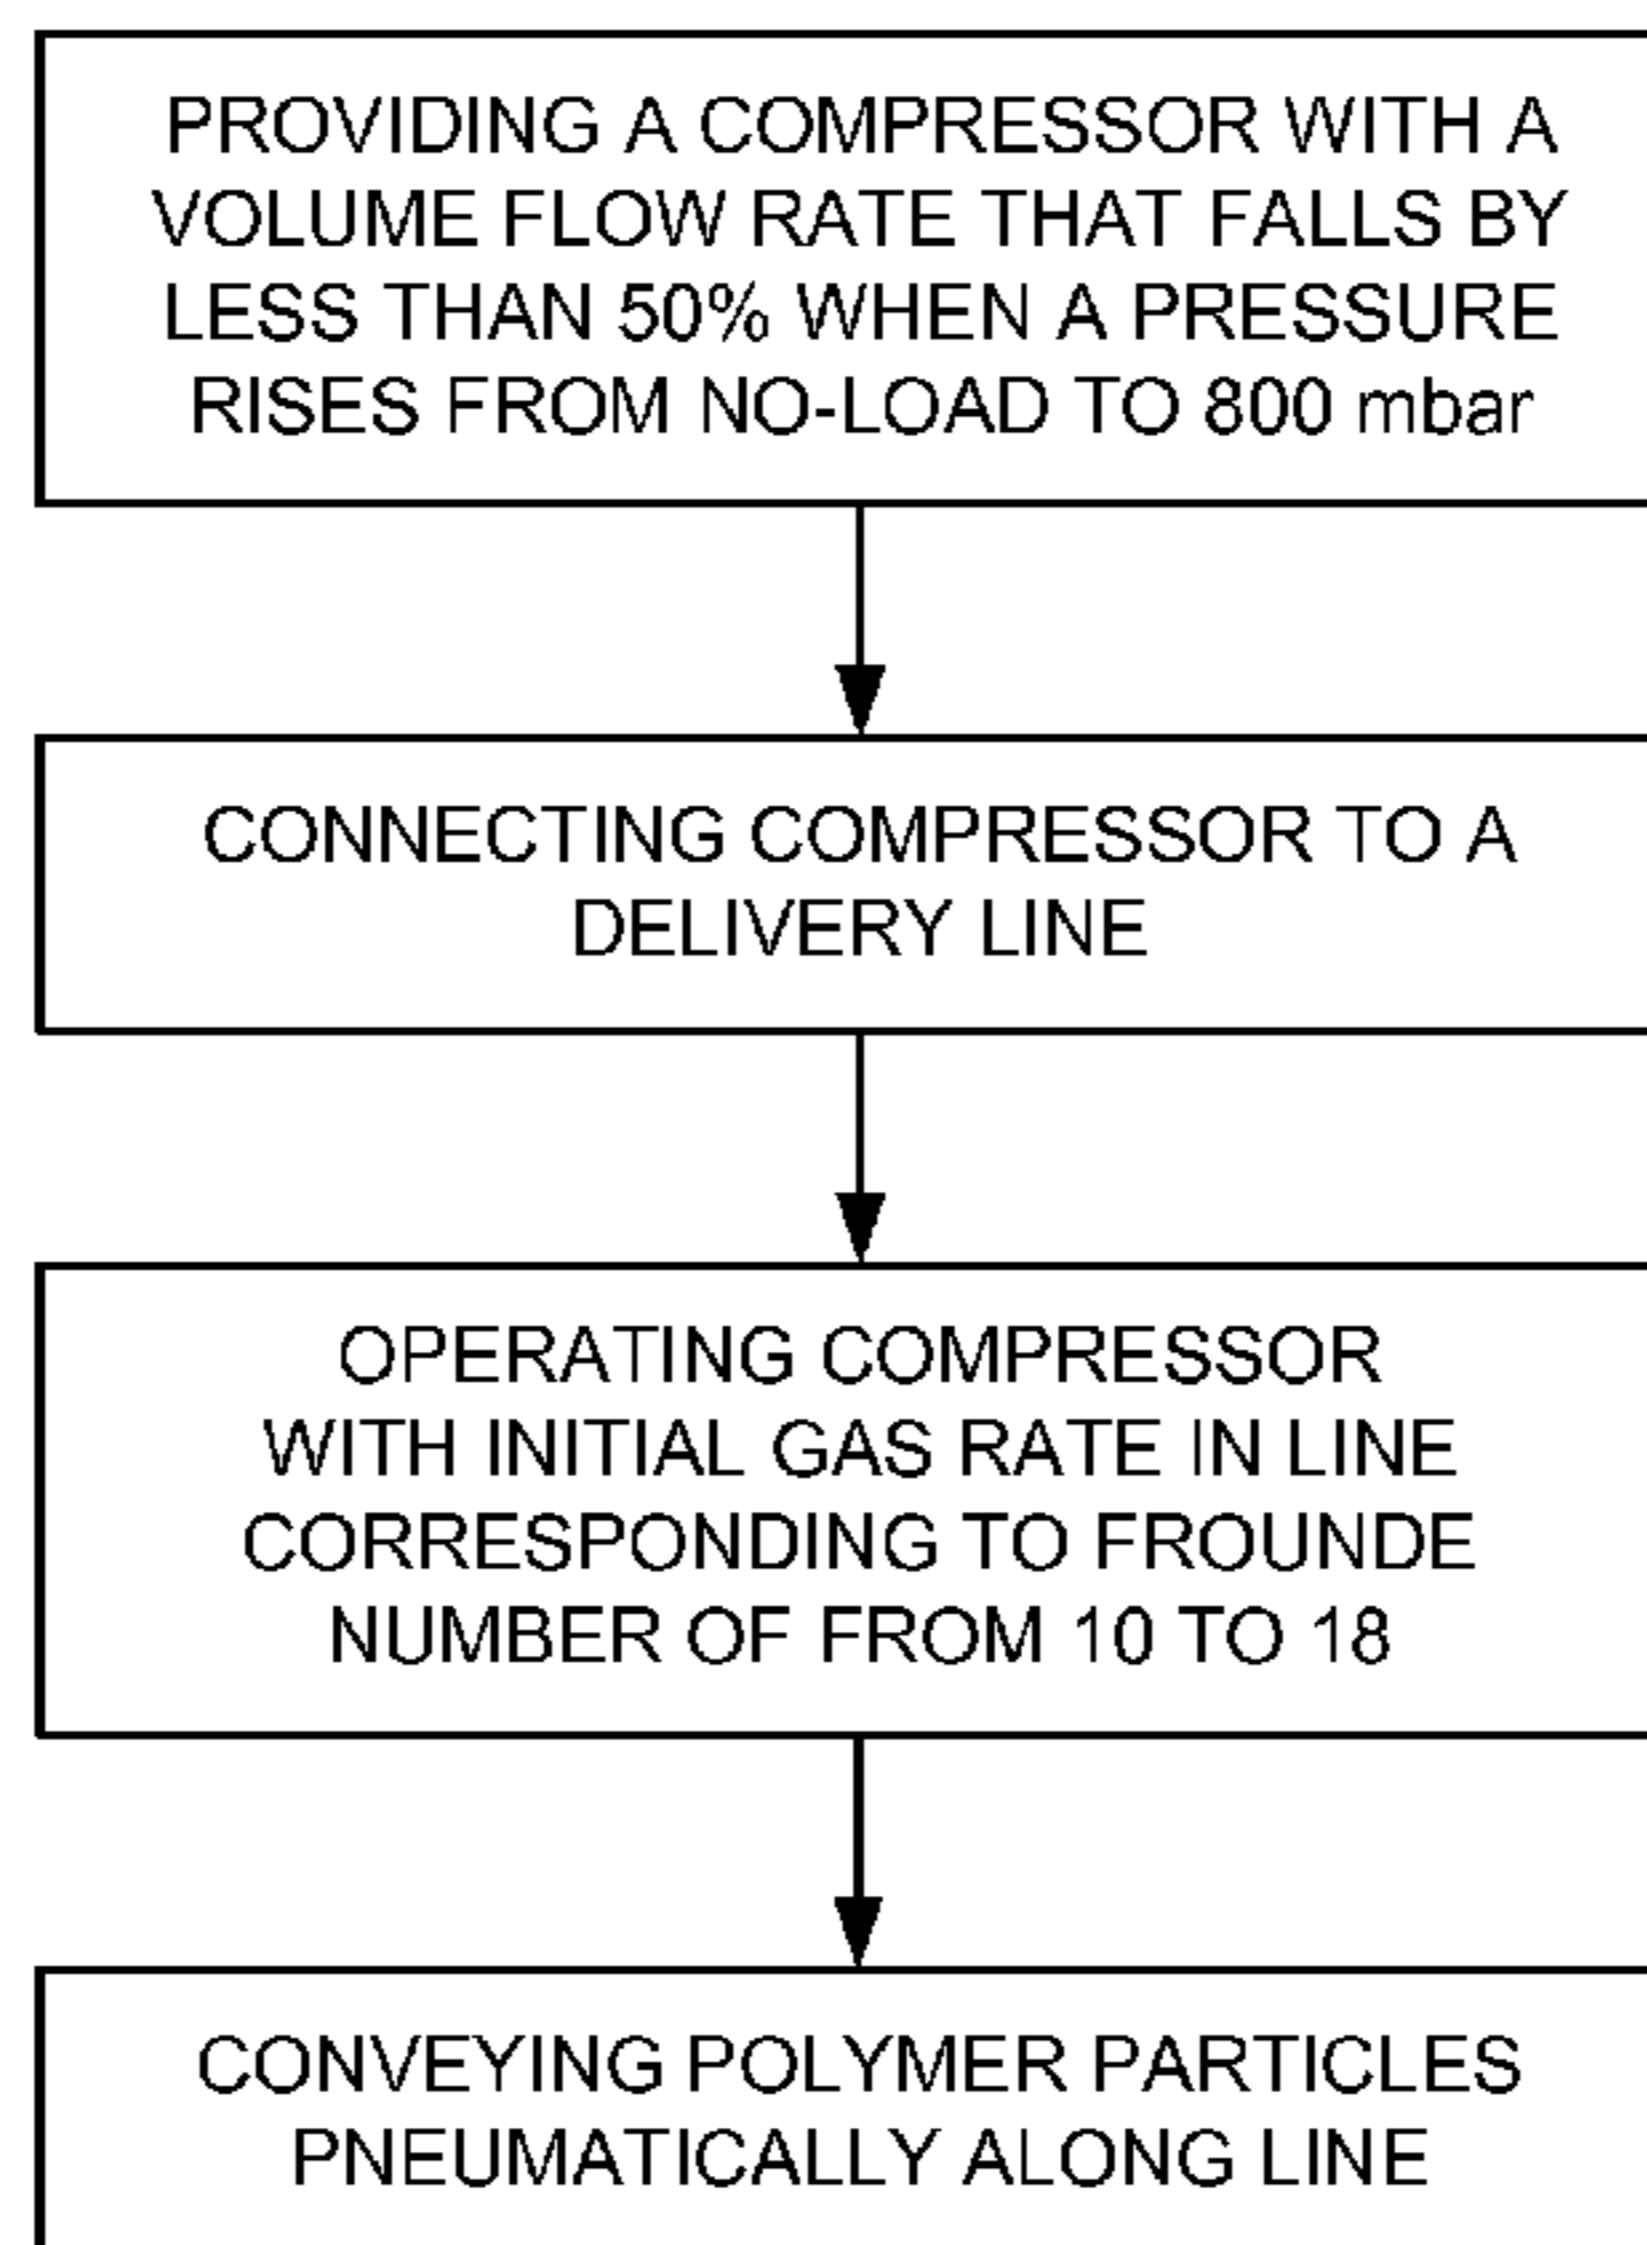 PROVIDING A COMPRESSOR WITH A
VOLUME FLOW RATE THAT FALLS BY
LESS THAN 50% WHEN A PRESSURE
RISES FROM NO-LOAD TO 800 mbar
CONNECTING COMPRESSOR TO A
DELIVERY LINE
OPERATING COMPRESSOR
WITH INITIAL GAS RATE IN LINE
CORRESPONDING TO FROUNDE
NUMBER OF FROM 10 TO 18
CONVEYING POLYMER PARTICLES
PNEUMATICALLY ALONG LINE